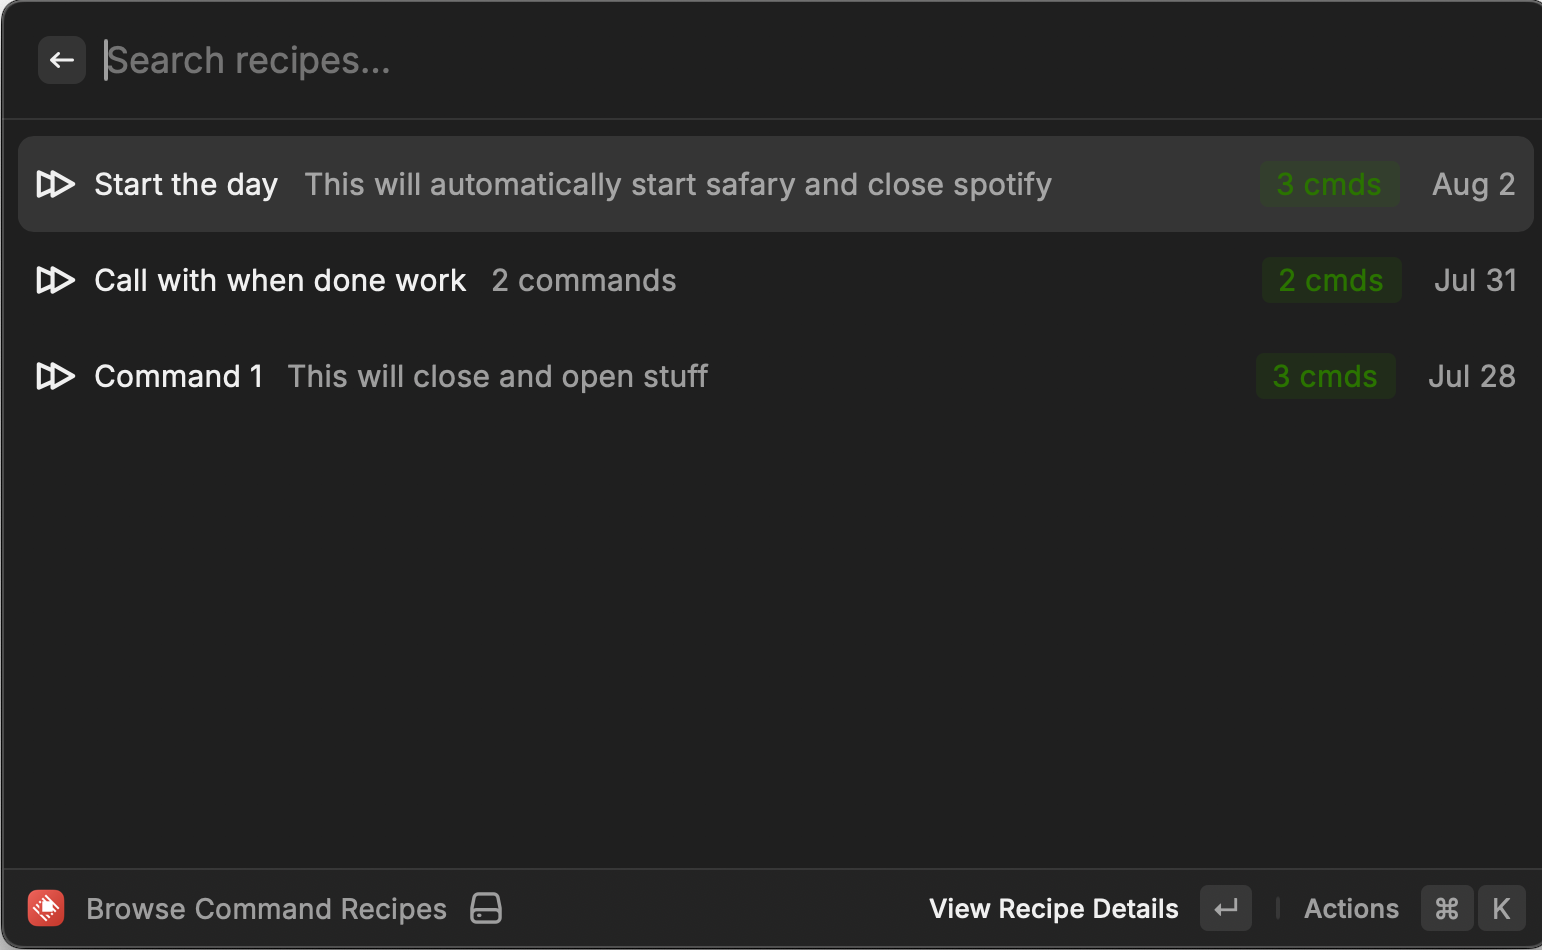 Search recipes...
Start the day This will automatically start safary and close spotify 3 cmds Aug 2
Call with when done work 2 commands 2 cmds Jul 31
Command 1 This will close and open stuff 3 cmds Jul 28
Browse Command Recipes View Recipe Details ↵ Actions ⌘ K